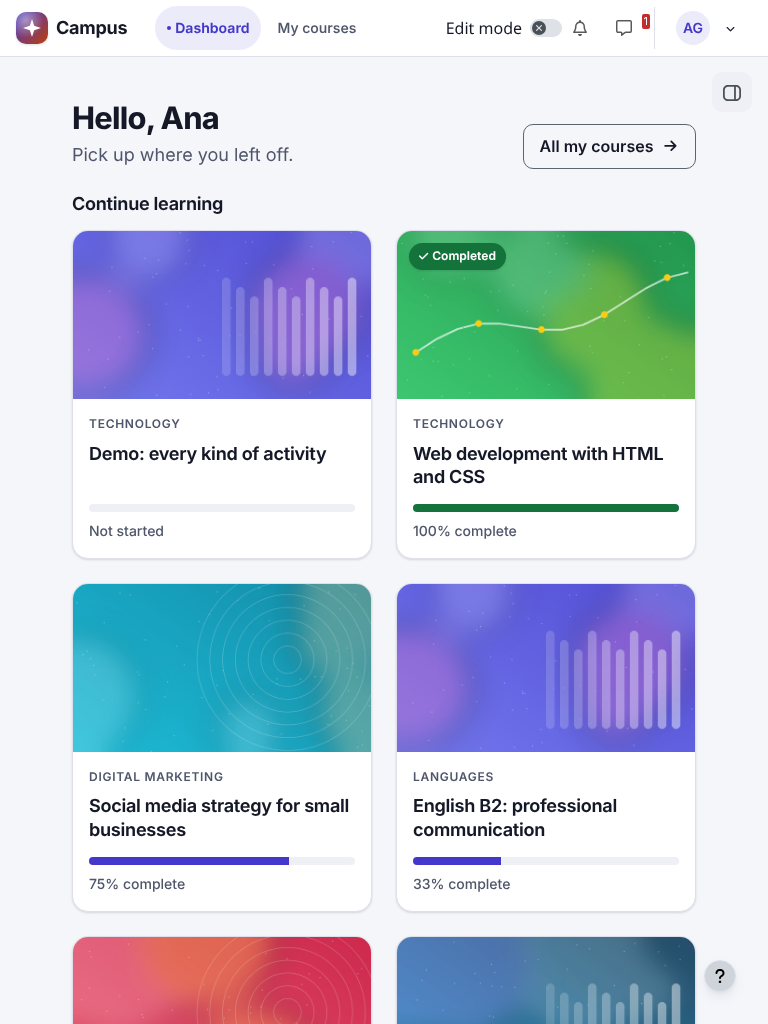 Campus
Dashboard
My courses
Edit mode
1
AG
Hello, Ana
Pick up where you left off.
All my courses
Continue learning
TECHNOLOGY
Demo: every kind of activity
Not started
Completed
TECHNOLOGY
Web development with HTML
and CSS
100% complete
DIGITAL MARKETING
Social media strategy for small
businesses
75% complete
LANGUAGES
English B2: professional
communication
33% complete
?